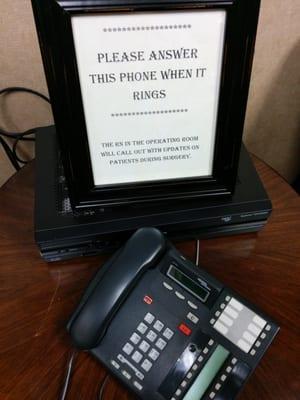 ********************
PLEASE ANSWER
THIS PHONE WHEN IT
RINGS
*****************
THE RN IN THE OPERATING ROOM
WILL CALL OUT WITH UPDATES ON
PATIENTS DURING SURGERY.